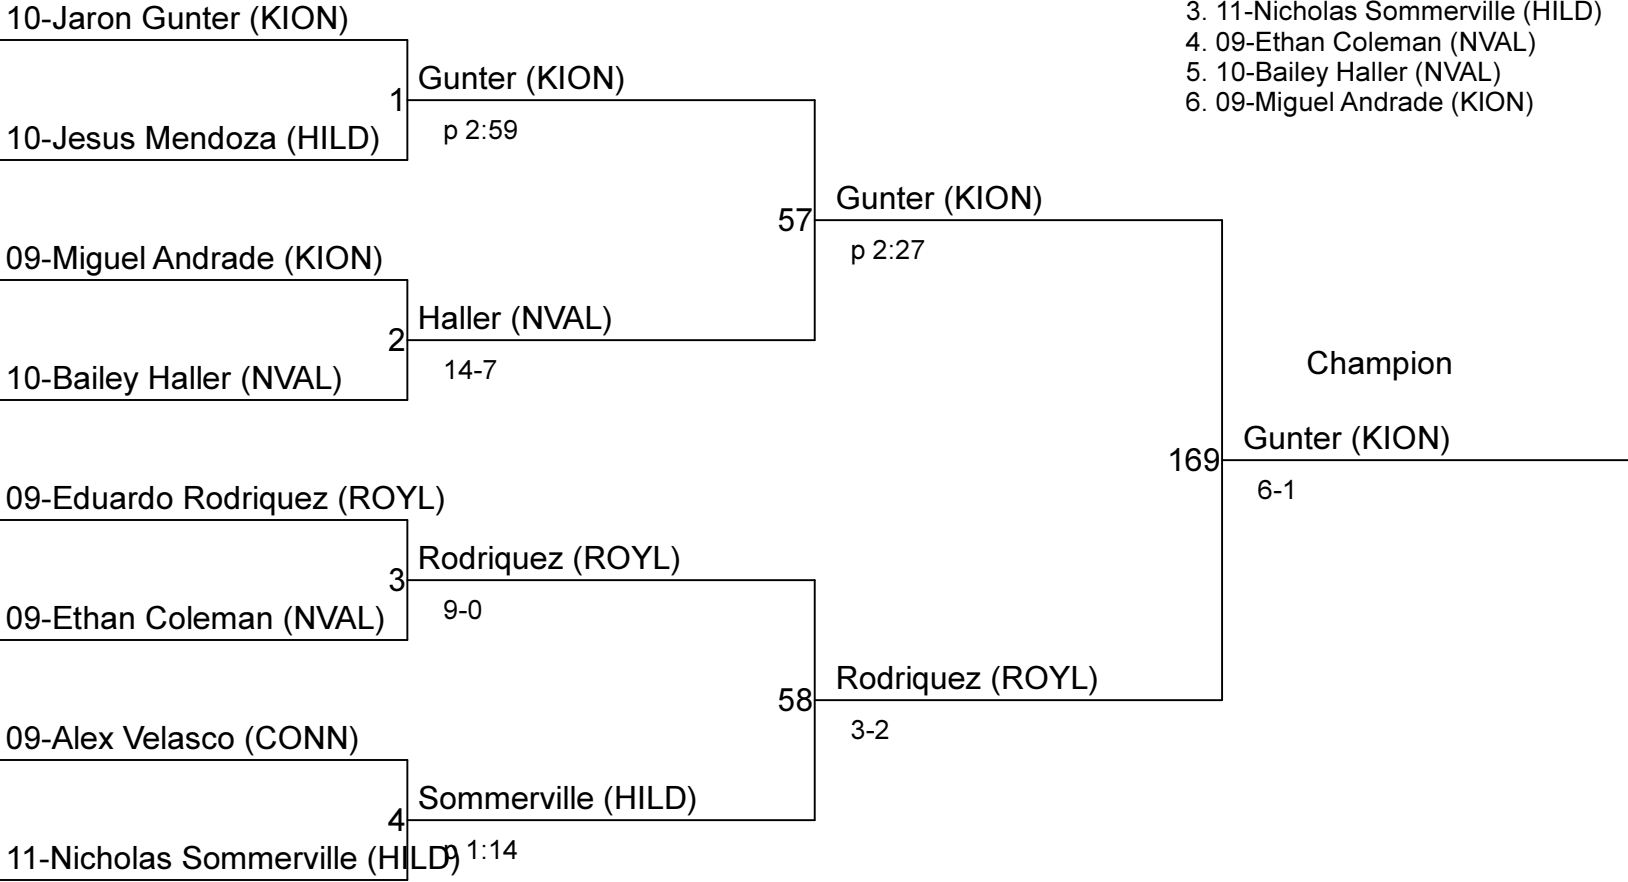 10-Jaron Gunter (KION)
3. 11-Nicholas Sommerville (HILD)
4. 09-Ethan Coleman (NVAL)
5. 10-Bailey Haller (NVAL)
6. 09-Miguel Andrade (KION)
Gunter (KION)
1
p 2:59
10-Jesus Mendoza (HILD)
Gunter (KION)
57
p 2:27
09-Miguel Andrade (KION)
Haller (NVAL)
2
14-7
10-Bailey Haller (NVAL)
Champion
Gunter (KION)
169
6-1
09-Eduardo Rodriquez (ROYL)
Rodriquez (ROYL)
3
9-0
09-Ethan Coleman (NVAL)
Rodriquez (ROYL)
58
3-2
09-Alex Velasco (CONN)
Sommerville (HILD)
4
p 1:14
11-Nicholas Sommerville (HILD)